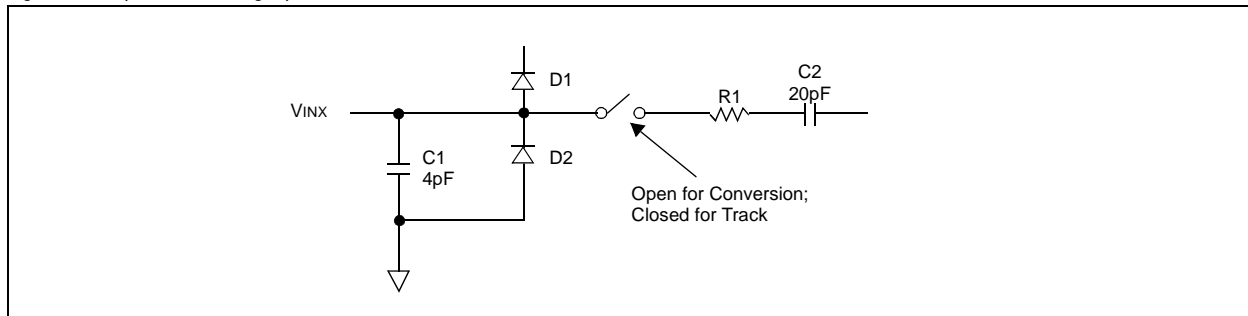 D1
C2
20pF
R1
VINX
C1
4pF
D2
Open for Conversion;
Closed for Track